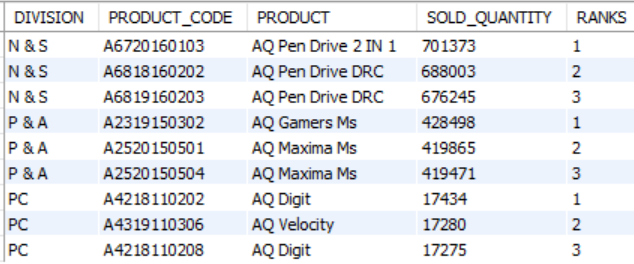 DIVISION PRODUCT_CODE PRODUCT SOLD_QUANTITY RANKS
N & S A6720160103 AQ Pen Drive 2 IN 1 701373 1
N & S A6818160202 AQ Pen Drive DRC 688003 2
N & S A6819160203 AQ Pen Drive DRC 676245 3
P & A A2319150302 AQ Gamers Ms 428498 1
P & A A2520150501 AQ Maxima Ms 419865 2
P & A A2520150504 AQ Maxima Ms 419471 3
PC A4218110202 AQ Digit 17434 1
PC A4319110306 AQ Velocity 17280 2
PC A4218110208 AQ Digit 17275 3